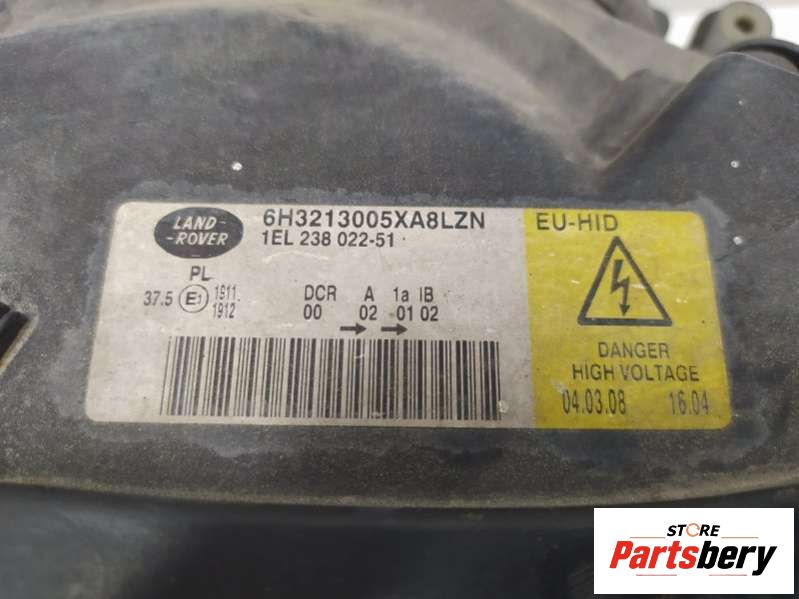 LAND-
-ROVER
6H3213005XA8LZN
1EL 238 022-51
EU-HID
PL
37.5 E1 1911.
1912
DCR A 1a IB
00 02 01 02
DANGER
HIGH VOLTAGE
04.03.08 16.04
STORE
Partsbery